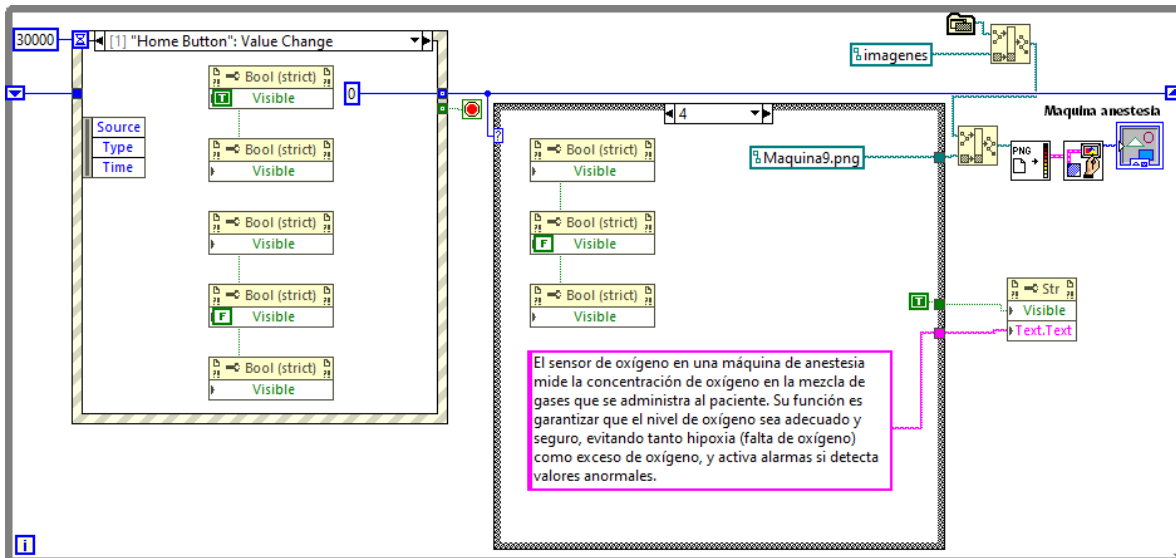 30000
[1] "Home Button": Value Change
Bool (strict)
Visible
T
0
Source
Type
Time
Bool (strict)
Visible
Bool (strict)
Visible
Bool (strict)
Visible
F
Bool (strict)
Visible
4
?
Bool (strict)
Visible
Bool (strict)
Visible
F
Bool (strict)
Visible
imagenes
Maquina9.png
PNG
Maquina anestesia
T
Str
Visible
Text.Text
El sensor de oxígeno en una máquina de anestesia
mide la concentración de oxígeno en la mezcla de
gases que se administra al paciente. Su función es
garantizar que el nivel de oxígeno sea adecuado y
seguro, evitando tanto hipoxia (falta de oxígeno)
como exceso de oxígeno, y activa alarmas si detecta
valores anormales.
i